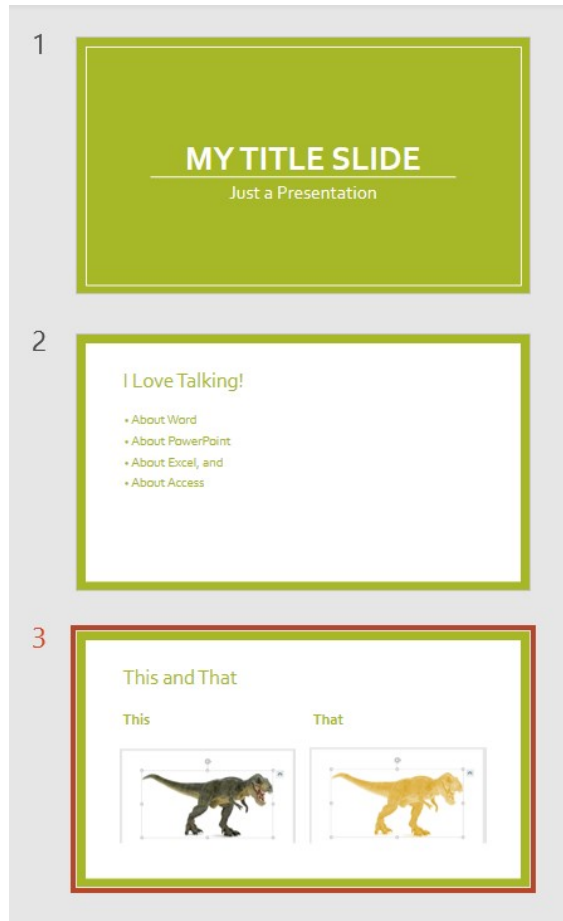 1
MY TITLE SLIDE
Just a Presentation
2
I Love Talking!
• About Word
• About PowerPoint
• About Excel, and
• About Access
3
This and That
This That